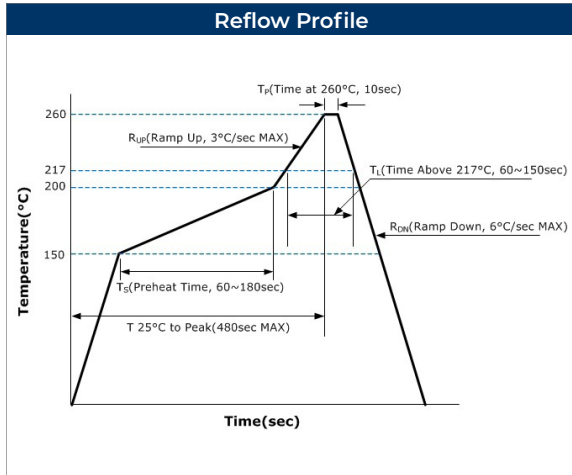 Reflow Profile
TP(Time at 260°C, 10sec)
260
RUP(Ramp Up, 3°C/sec MAX)
217
TL(Time Above 217°C, 60~150sec)
200
RDN(Ramp Down, 6°C/sec MAX)
150
TS(Preheat Time, 60~180sec)
T 25°C to Peak(480sec MAX)
Temperature(°C)
Time(sec)